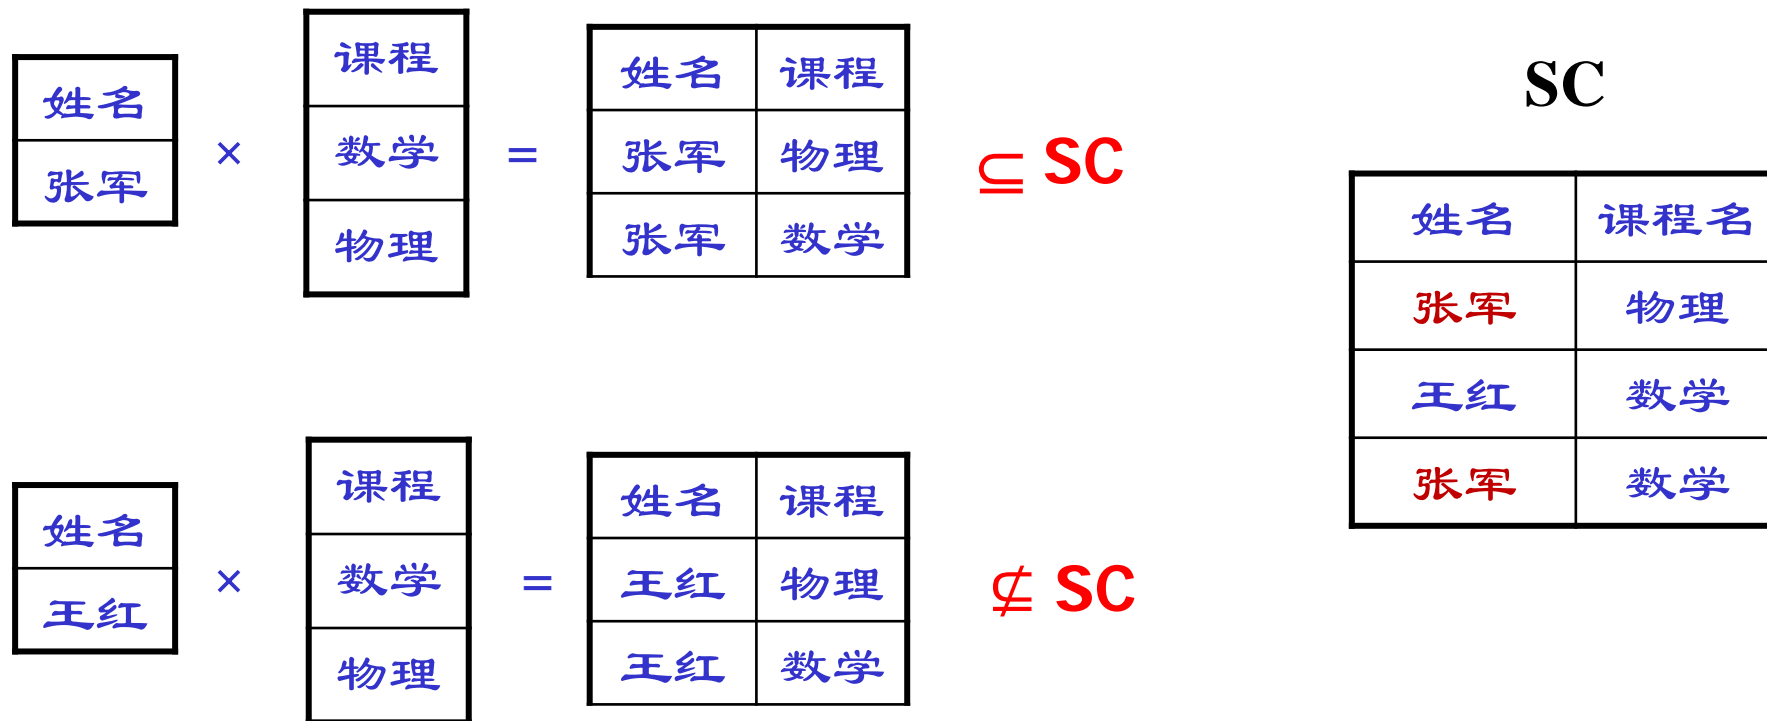 姓名
张军
×
课程
数学
物理
=
姓名 课程
张军 物理
张军 数学
⊆ SC
姓名
王红
×
课程
数学
物理
=
姓名 课程
王红 物理
王红 数学
⊈ SC
SC
姓名 课程名
张军 物理
王红 数学
张军 数学